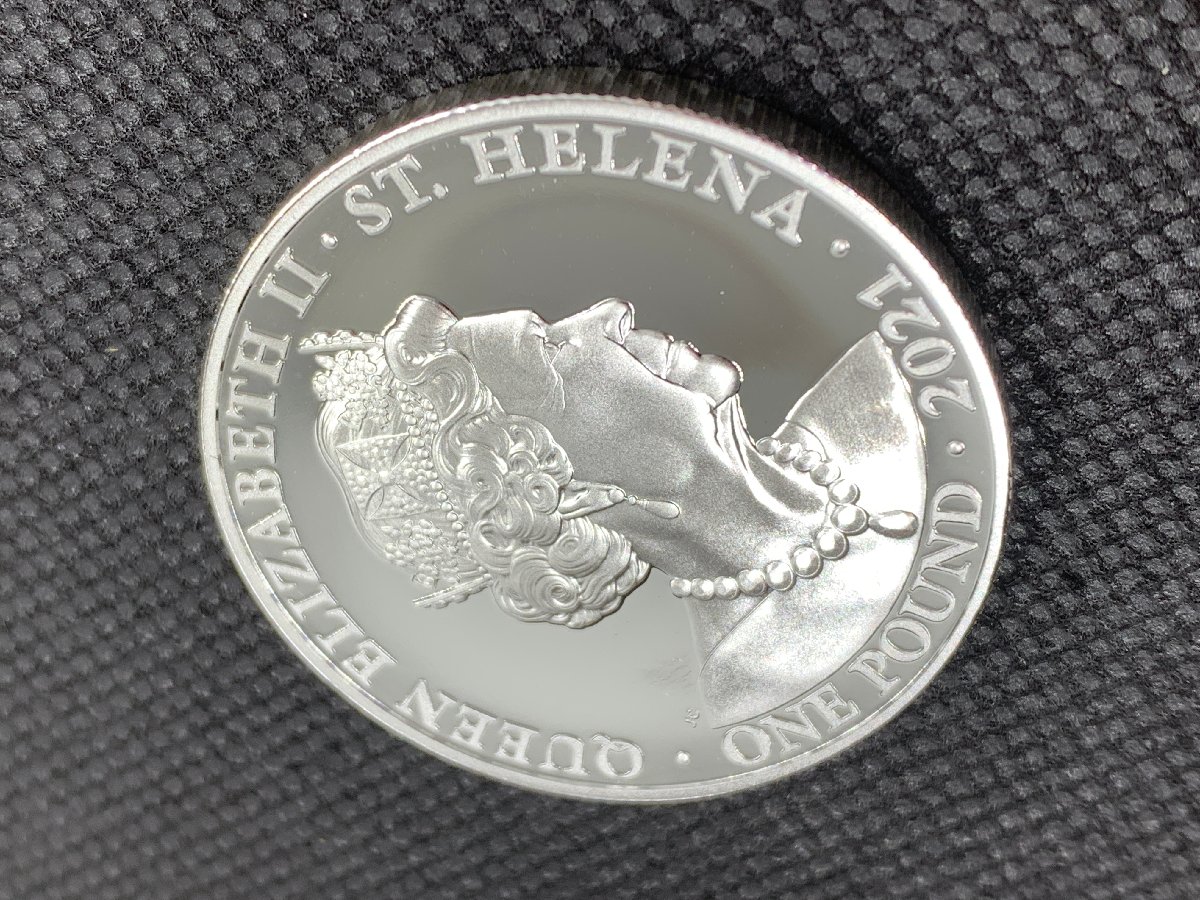 QUEEN ELIZABETH II · ST. HELENA · 2021 · ONE POUND ·